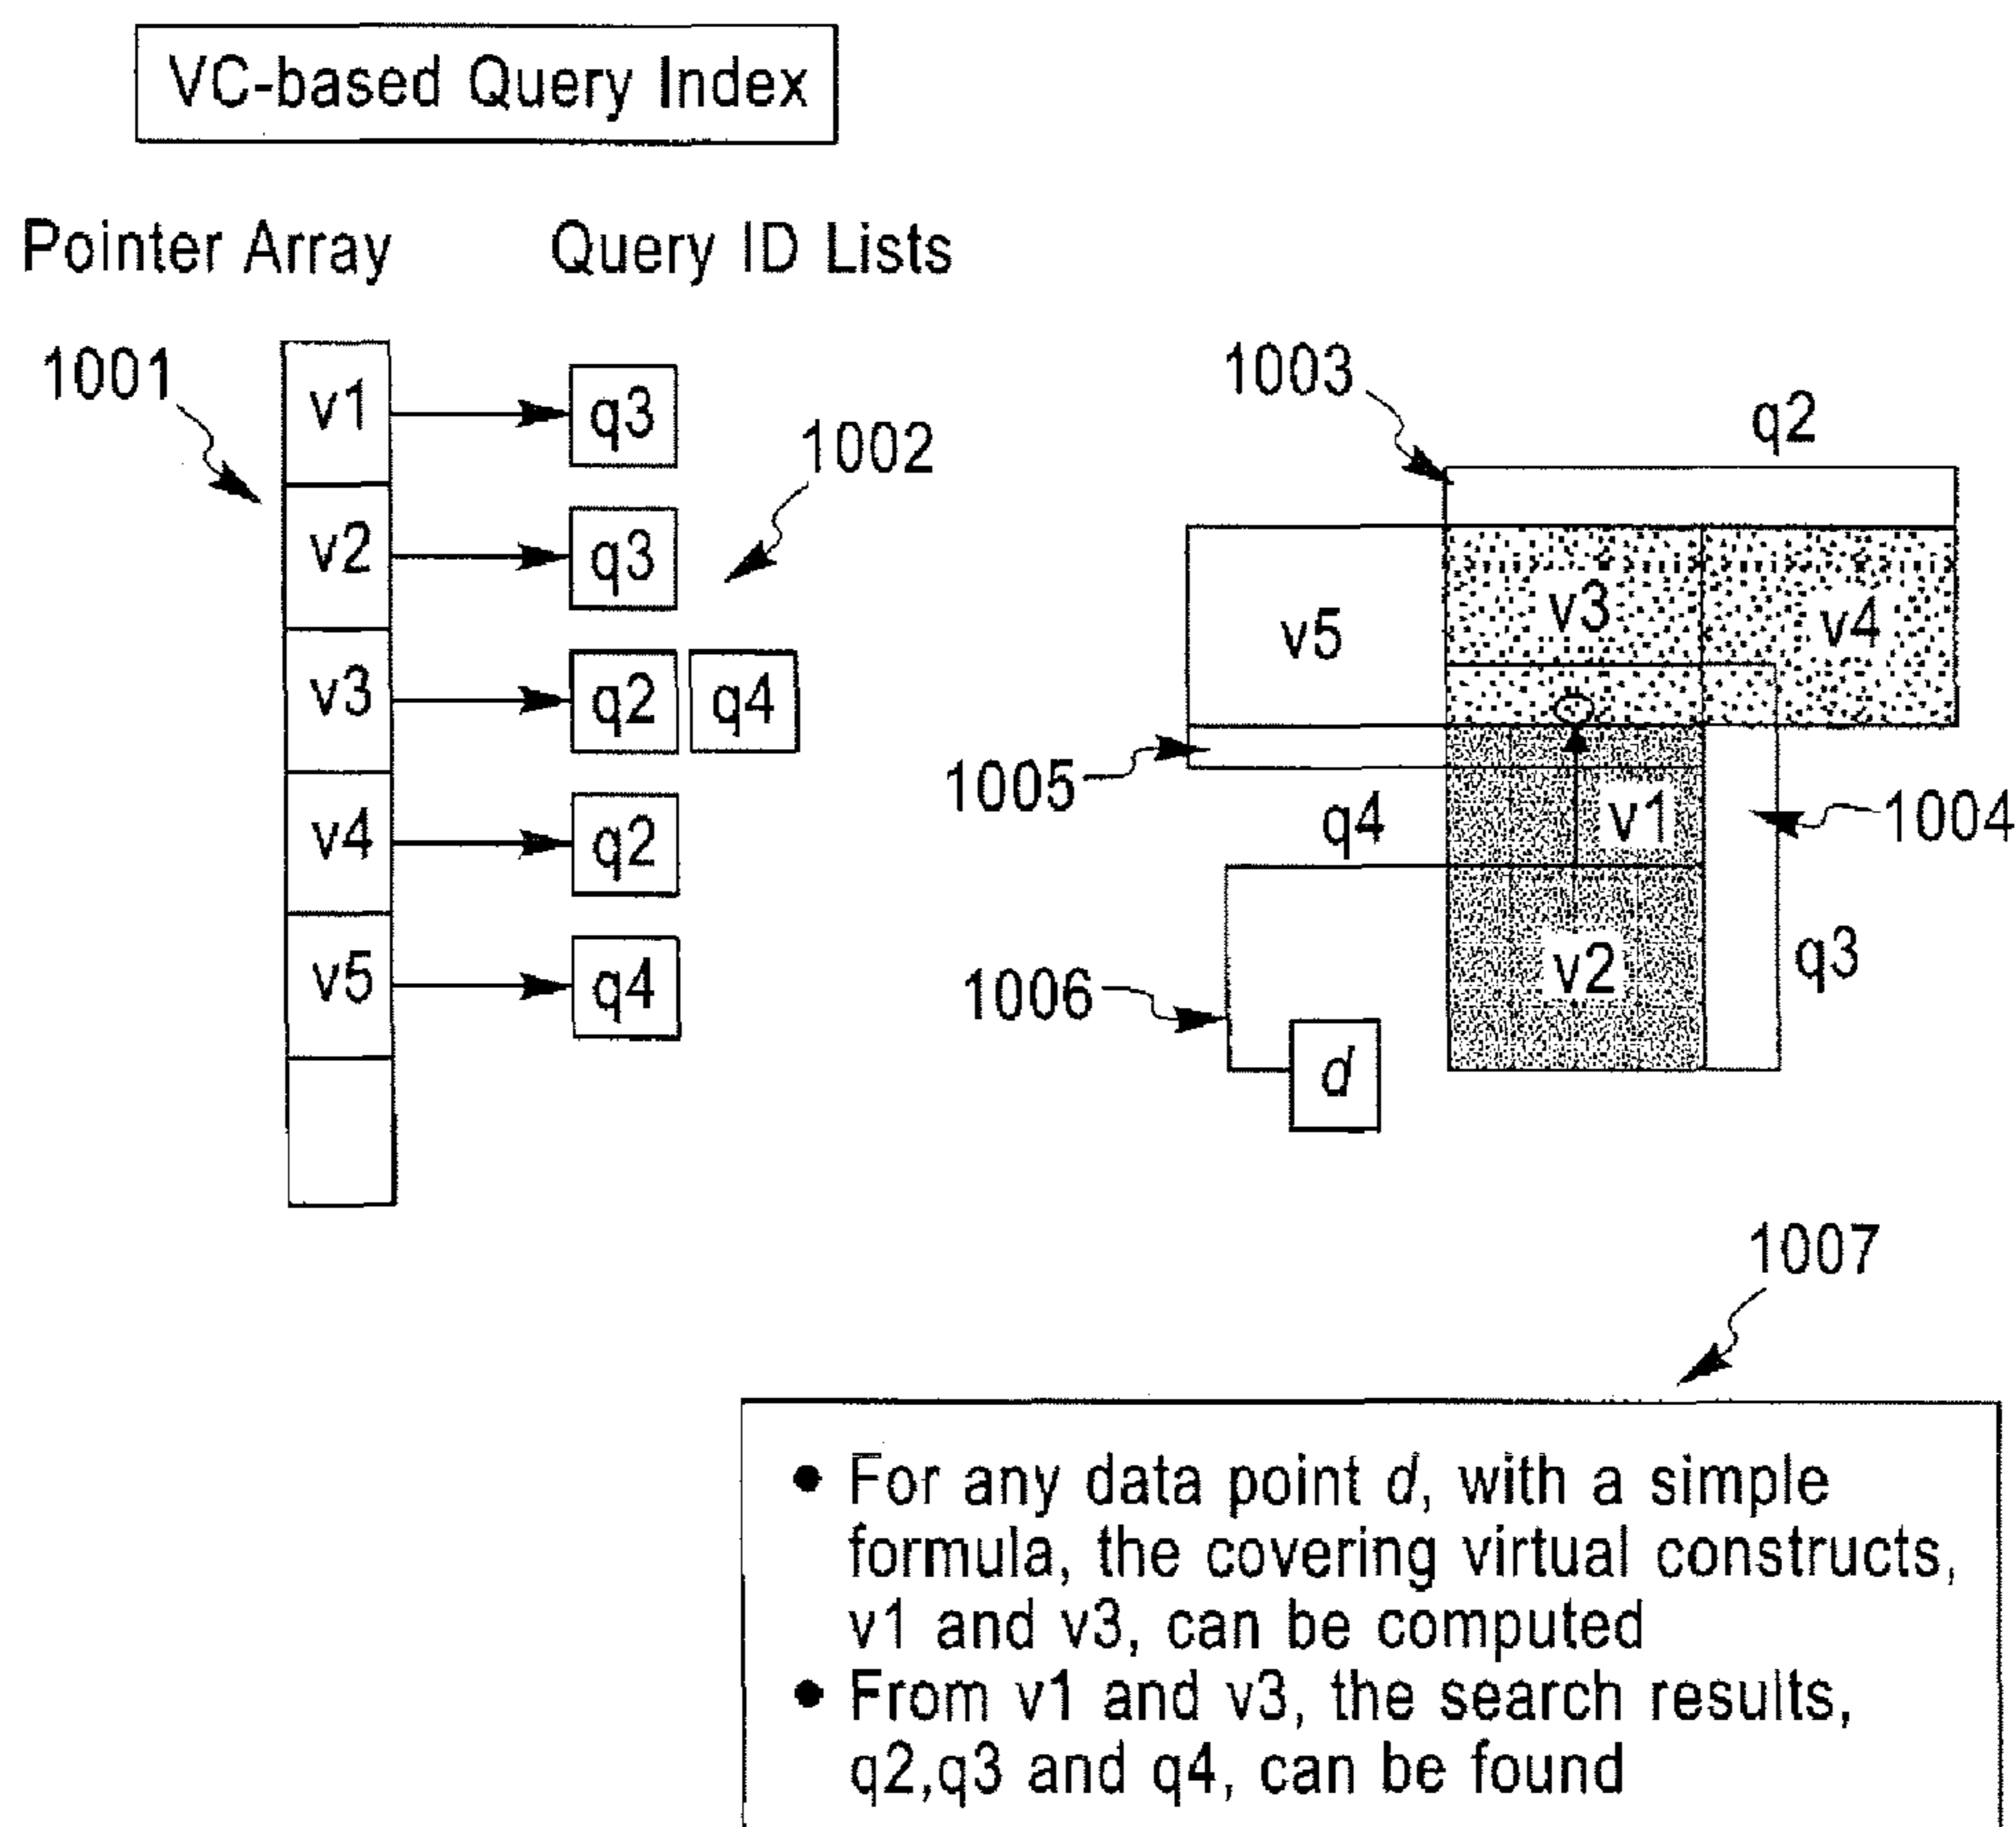 VC-based Query Index
Pointer Array
Query ID Lists
1001
v1
q3
1002
v2
q3
v3
q2
q4
v4
q2
v5
q4
1003
q2
v5
v3
v4
1005
q4
v1
1004
1006
v2
q3
d
1007
• For any data point d, with a simple
formula, the covering virtual constructs,
v1 and v3, can be computed
• From v1 and v3, the search results,
q2,q3 and q4, can be found